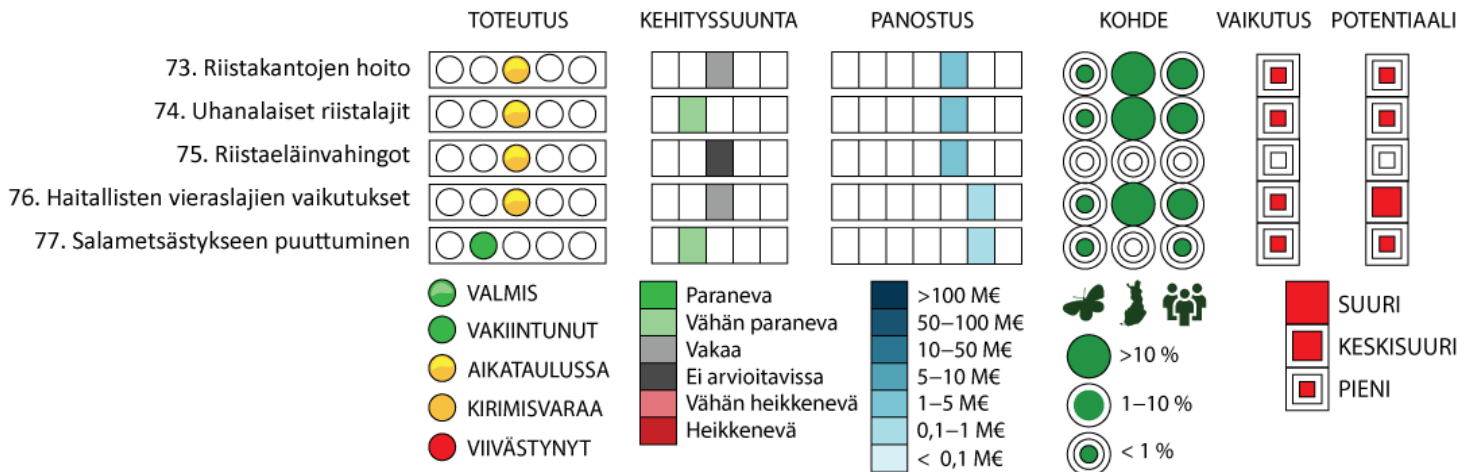 TOTEUTUS KEHITYSSUUNTA PANOSTUS KOHDE VAIKUTUS POTENTIAALI
73. Riistakantojen hoito
74. Uhanalaiset riistalajit
75. Riistaeläinvahingot
76. Haitallisten vieraslajien vaikutukset
77. Salametsästykseen puuttuminen
VALMIS
VAKIINTUNUT
AIKATAULUSSA
KIRIMISVARAA
VIIVÄSTYNYT
Paraneva
Vähän paraneva
Vakaa
Ei arvioitavissa
Vähän heikkenevä
Heikkenevä
>100 M€
50–100 M€
10–50 M€
5–10 M€
1–5 M€
0,1–1 M€
< 0,1 M€
>10 %
1–10 %
< 1 %
SUURI
KESKISUURI
PIENI